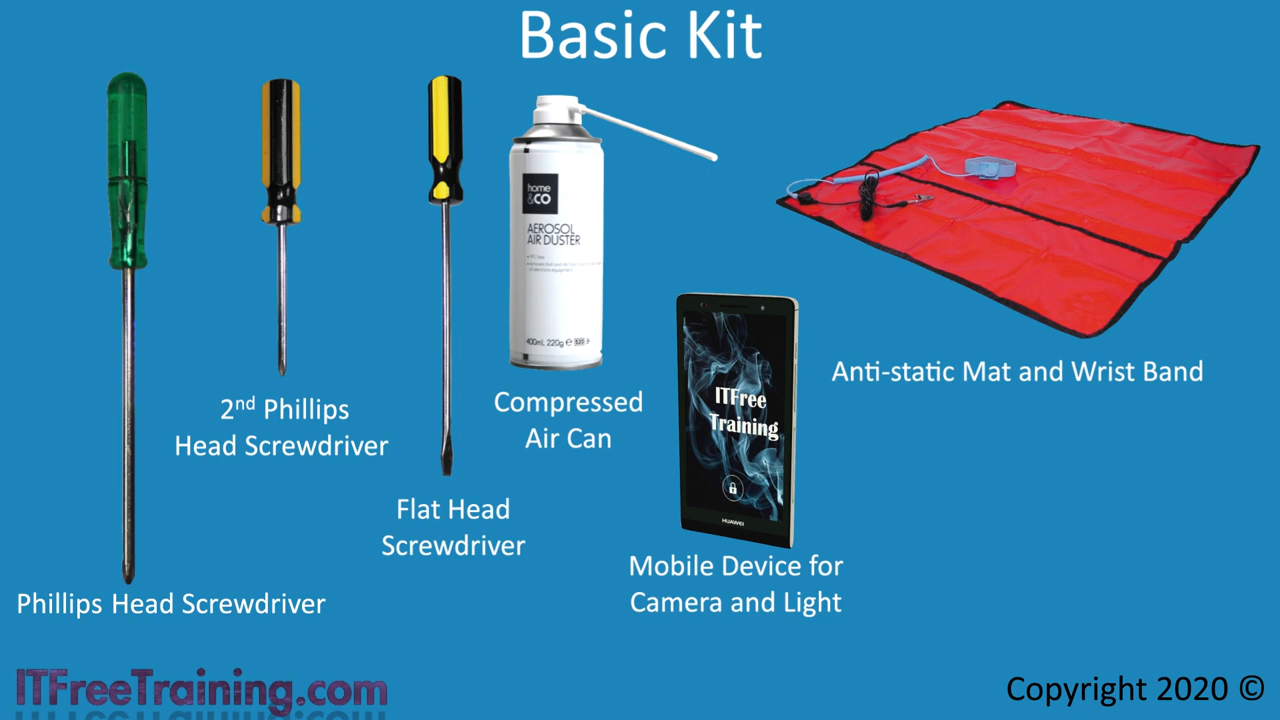 Basic Kit
home
&CO
AEROSOL
AIR DUSTER
400mL 220g e
Compressed
Air Can
Anti-static Mat and Wrist Band
2nd Phillips
Head Screwdriver
ITFree
Training
HUAWEI
Flat Head
Screwdriver
Mobile Device for
Camera and Light
Phillips Head Screwdriver
ITFreeTraining.com
Copyright 2020 ©